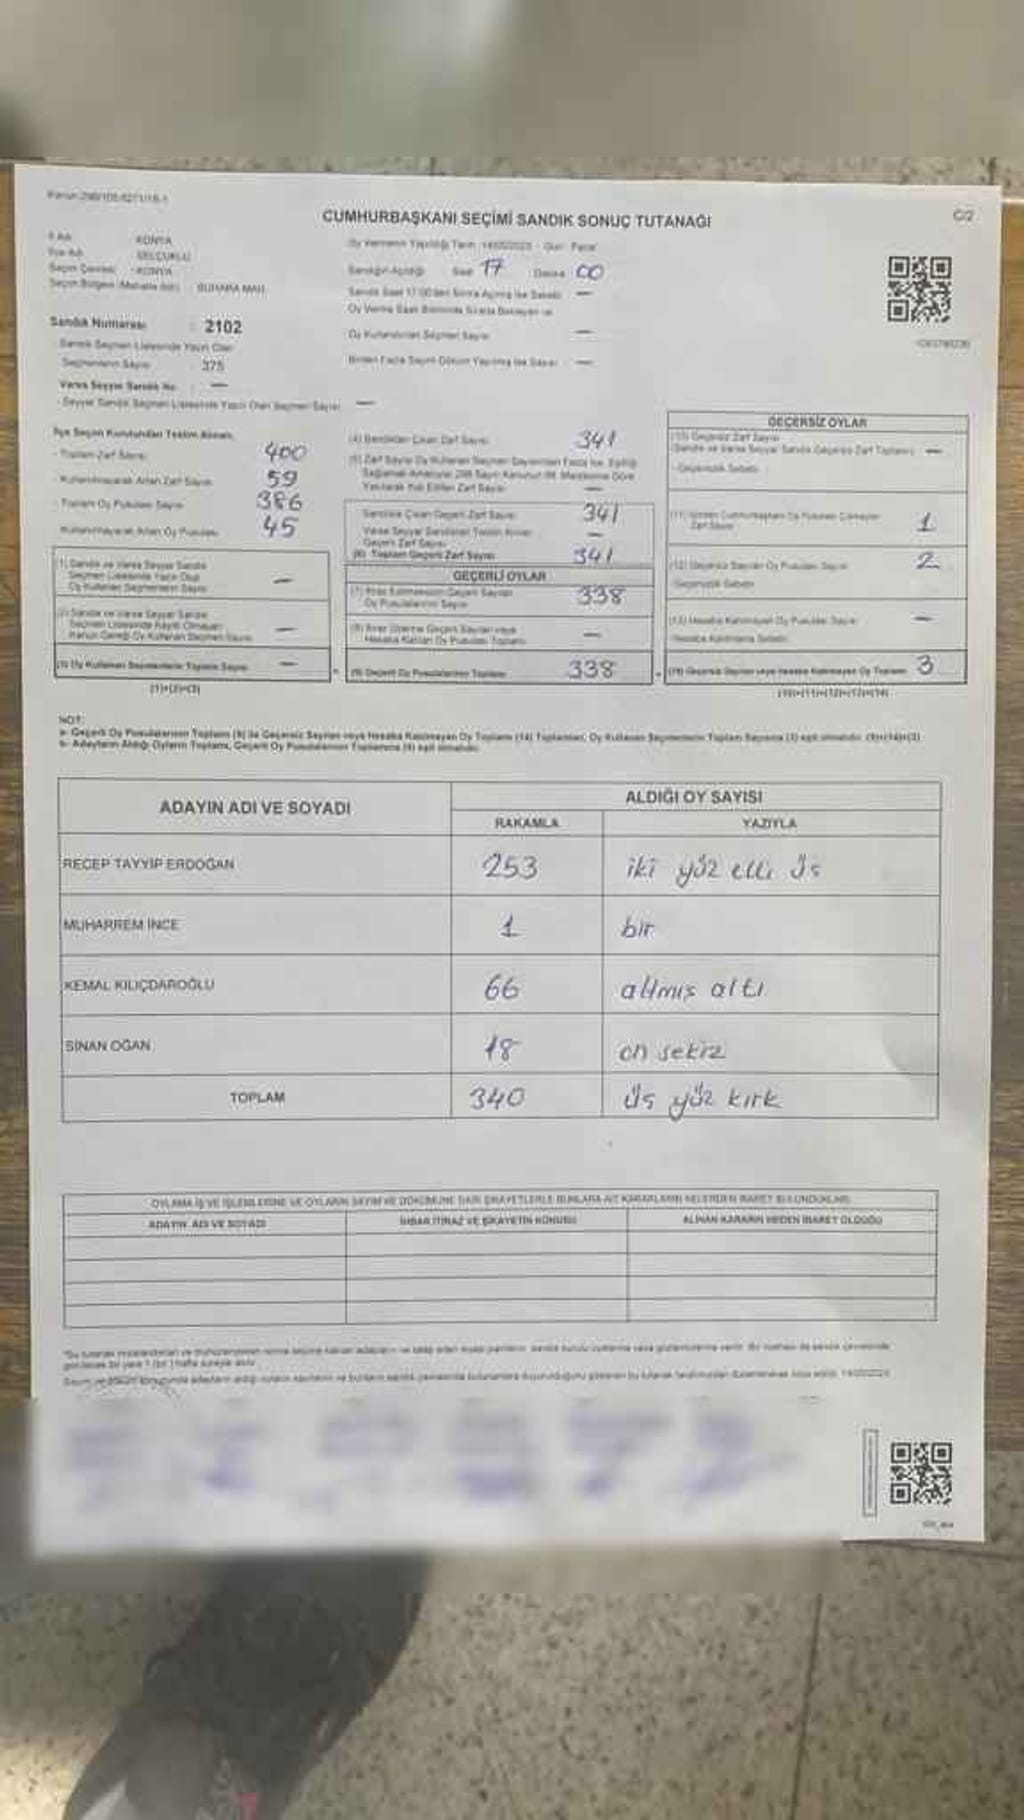 C/2
CUMHURBAŞKANI SEÇİMİ SANDIK SONUÇ TUTANAĞI
İl Adı : KONYA
İlçe Adı : SELÇUKLU
Seçim Çevresi : KONYA
Seçim Bölgesi (Mahalle Adı) : BUHARA MAH.
Sandık Numarası : 2102
Sandık Seçmen Listesinde Yazılı Olan
Seçmenlerin Sayısı : 375
Varsa Seyyar Sandık No : —
- Seyyar Sandık Seçmen Listesinde Yazılı Olan Seçmen Sayısı : —
Oy Vermenin Yapıldığı Tarih : 14/05/2023 - Gün : Pazar
Sandığın Açıldığı Saat 17 Dakika 00
Sandık Saat 17:00'den Sonra Açılmış İse Sebebi : —
Oy Verme Saati Bitiminde Sırada Bekleyen ve
Oy Kullandırılan Seçmen Sayısı : —
Birden Fazla Sayım Döküm Yapılmış İse Sayısı : —
İlçe Seçim Kurulundan Teslim Alınan;
- Toplam Zarf Sayısı : 400
- Kullanılmayarak Artan Zarf Sayısı : 59
- Toplam Oy Pusulası Sayısı : 386
Kullanılmayarak Artan Oy Pusulası : 45
(1) Sandık ve Varsa Seyyar Sandık
Seçmen Listesinde Yazılı Olup
Oy Kullanan Seçmenlerin Sayısı —
(2) Sandık ve Varsa Seyyar Sandık
Seçmen Listesinde Kayıtlı Olmayan
Kanun Gereği Oy Kullanan Seçmen Sayısı —
(3) Oy Kullanan Seçmenlerin Toplam Sayısı —
(1)+(2)=(3)
(4) Sandıktan Çıkan Zarf Sayısı 341
(5) Zarf Sayısı Oy Kullanan Seçmen Sayısından Fazla İse, Eşitliği
Sağlamak Amacıyla 298 Sayılı Kanunun 98. Maddesine Göre
Yakılarak Yok Edilen Zarf Sayısı —
Sandıkta Çıkan Geçerli Zarf Sayısı 341
Varsa Seyyar Sandıktan Teslim Alınan
Geçerli Zarf Sayısı —
(6) Toplam Geçerli Zarf Sayısı 341
GEÇERLİ OYLAR
(7) İtiraz Edilmeksizin Geçerli Sayılan
Oy Pusulalarının Sayısı 338
(8) İtiraz Üzerine Geçerli Sayılan veya
Hesaba Katılan Oy Pusulası Toplamı —
(9) Geçerli Oy Pusulalarının Toplamı 338
GEÇERSİZ OYLAR
(10) Geçersiz Zarf Sayısı
(Sandık ve Varsa Seyyar Sandık Geçersiz Zarf Toplamı) —
- Geçersizlik Sebebi
(11) İçinden Cumhurbaşkanı Oy Pusulası Çıkmayan
Zarf Sayısı 1
(12) Geçersiz Sayılan Oy Pusulası Sayısı 2
Geçersizlik Sebebi
(13) Hesaba Katılmayan Oy Pusulası Sayısı —
Hesaba Katılmama Sebebi
(14) Geçersiz Sayılan veya Hesaba Katılmayan Oy Toplamı 3
(10)+(11)+(12)+(13)=(14)
NOT:
a- Geçerli Oy Pusulalarının Toplamı (9) ile Geçersiz Sayılan veya Hesaba Katılmayan Oy Toplamı (14) Toplamları, Oy Kullanan Seçmenlerin Toplam Sayısına (3) eşit olmalıdır. (9)+(14)=(3)
b- Adayların Aldığı Oyların Toplamı, Geçerli Oy Pusulalarının Toplamına (9) eşit olmalıdır.
ADAYIN ADI VE SOYADI
ALDIĞI OY SAYISI
RAKAMLA YAZIYLA
RECEP TAYYİP ERDOĞAN 253 iki yüz elli üs
MUHARREM İNCE 1 bir
KEMAL KILIÇDAROĞLU 66 altmış altı
SİNAN OĞAN 18 on sekiz
TOPLAM 340 üs yüz kırk
OYLAMA İŞ VE İŞLEMLERİNE VE OYLARIN SAYIM VE DÖKÜMÜNE DAİR ŞİKAYETLERLE BUNLARA AİT KARARLARIN NELERDEN İBARET BULUNDUKLARI
ADAYIN ADI VE SOYADI İHBAR İTİRAZ VE ŞİKAYETİN KONUSU ALINAN KARARIN NEDEN İBARET OLDUĞU